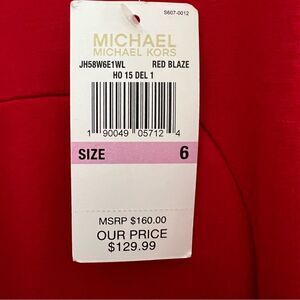 S607-0012
MICHAEL
MICHAEL KORS
JH58W6E1WL RED BLAZE
HO 15 DEL 1
1 90049 05712 4
SIZE 6
MSRP $160.00
OUR PRICE
$129.99